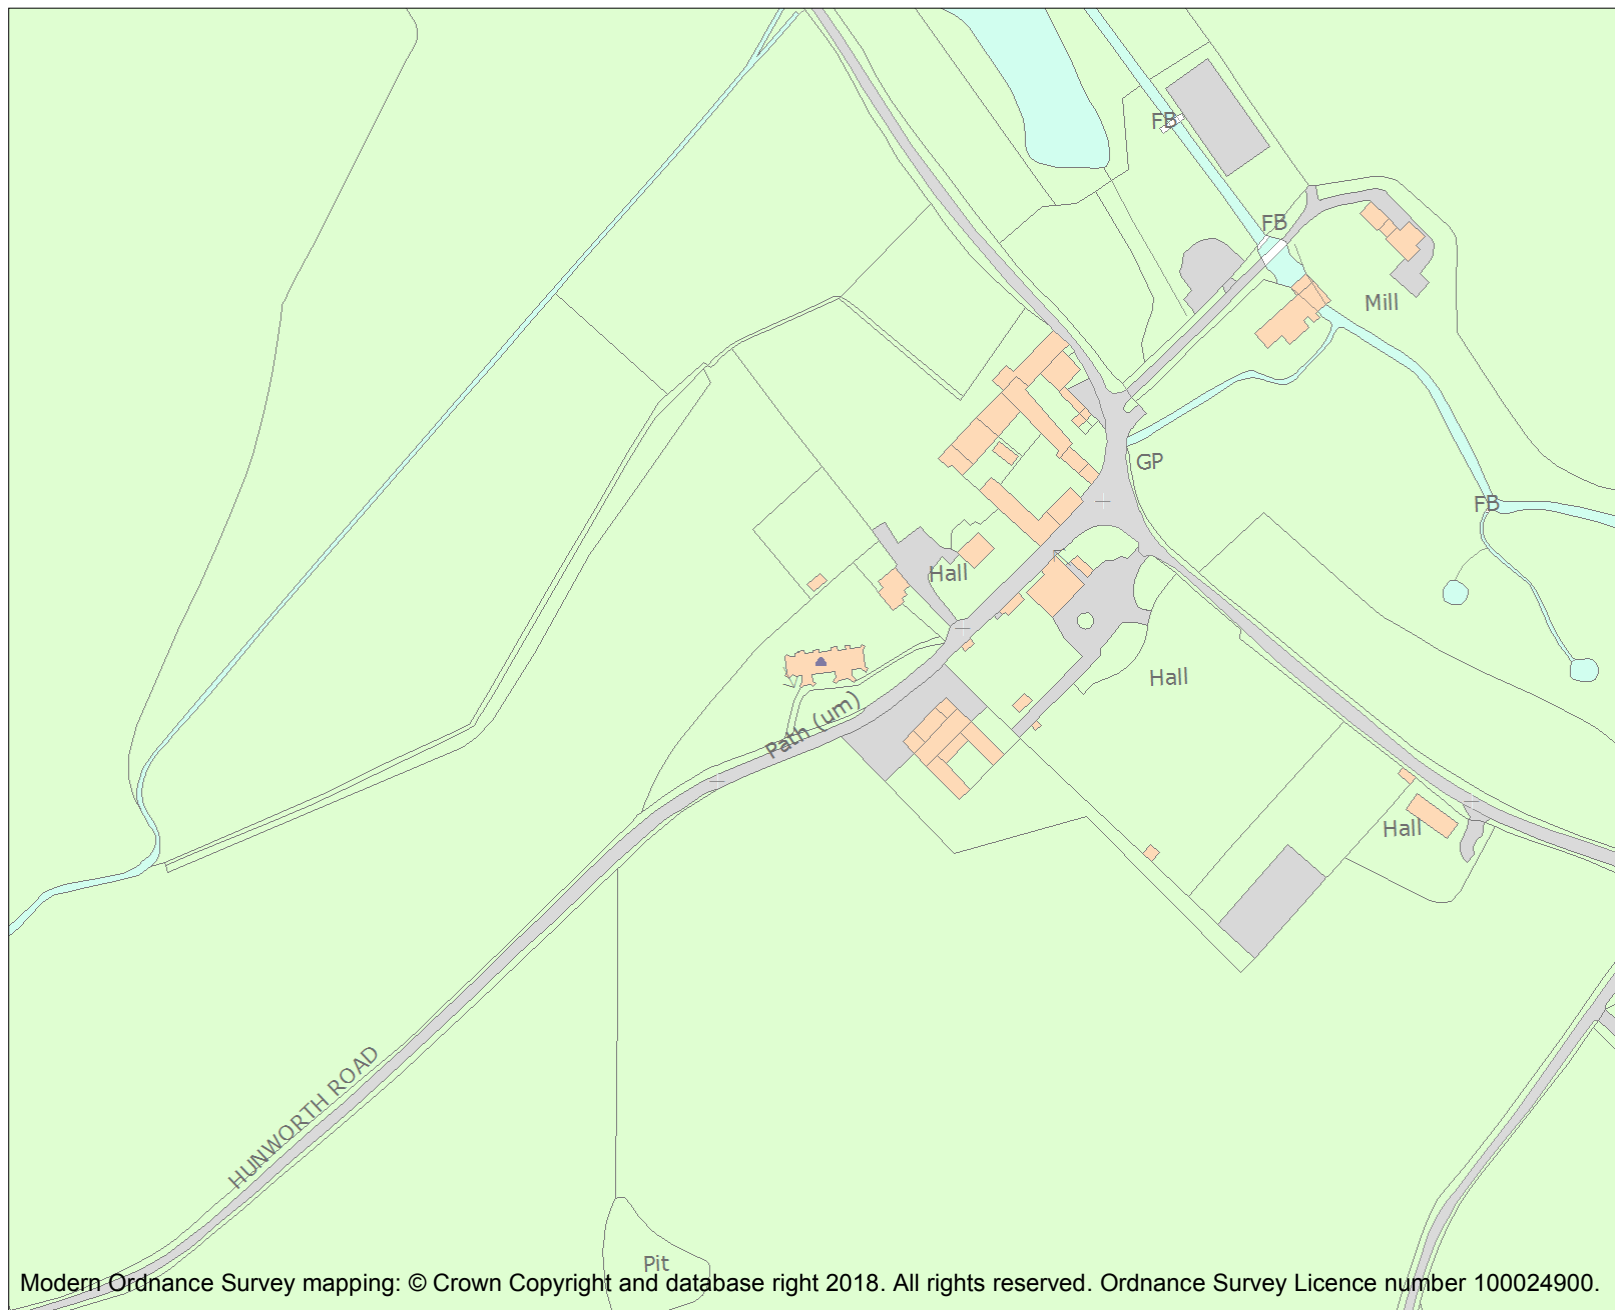 FB
FB
Mill
GP
FB
Hall
Hall
Path (um)
Hall
HUNWORTH ROAD
Pit
Modern Ordnance Survey mapping: © Crown Copyright and database right 2018. All rights reserved. Ordnance Survey Licence number 100024900.